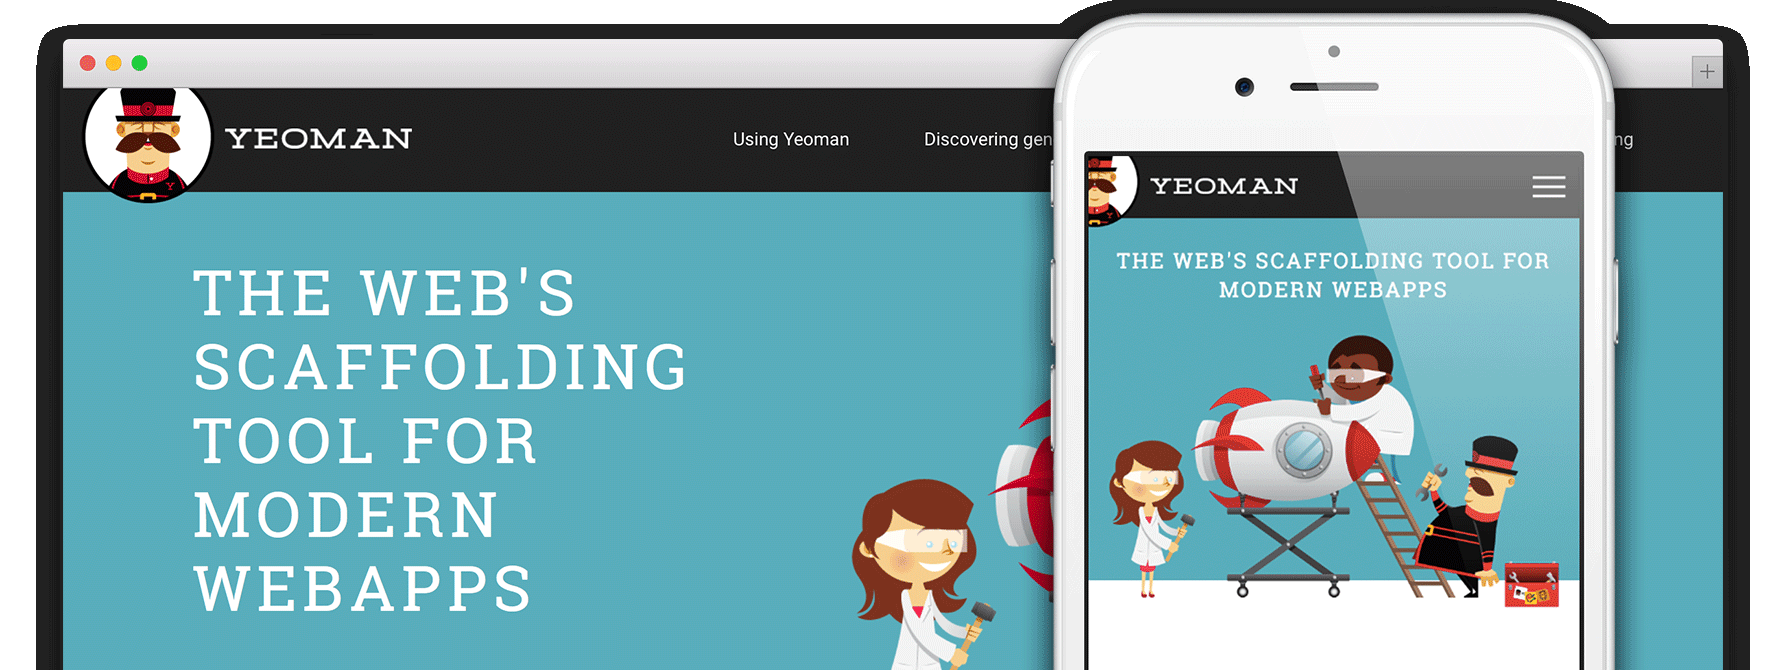 YEOMAN
Using Yeoman
Discovering gen
ng
THE WEB'S
SCAFFOLDING
TOOL FOR
MODERN
WEBAPPS
YEOMAN
THE WEB'S SCAFFOLDING TOOL FOR
MODERN WEBAPPS